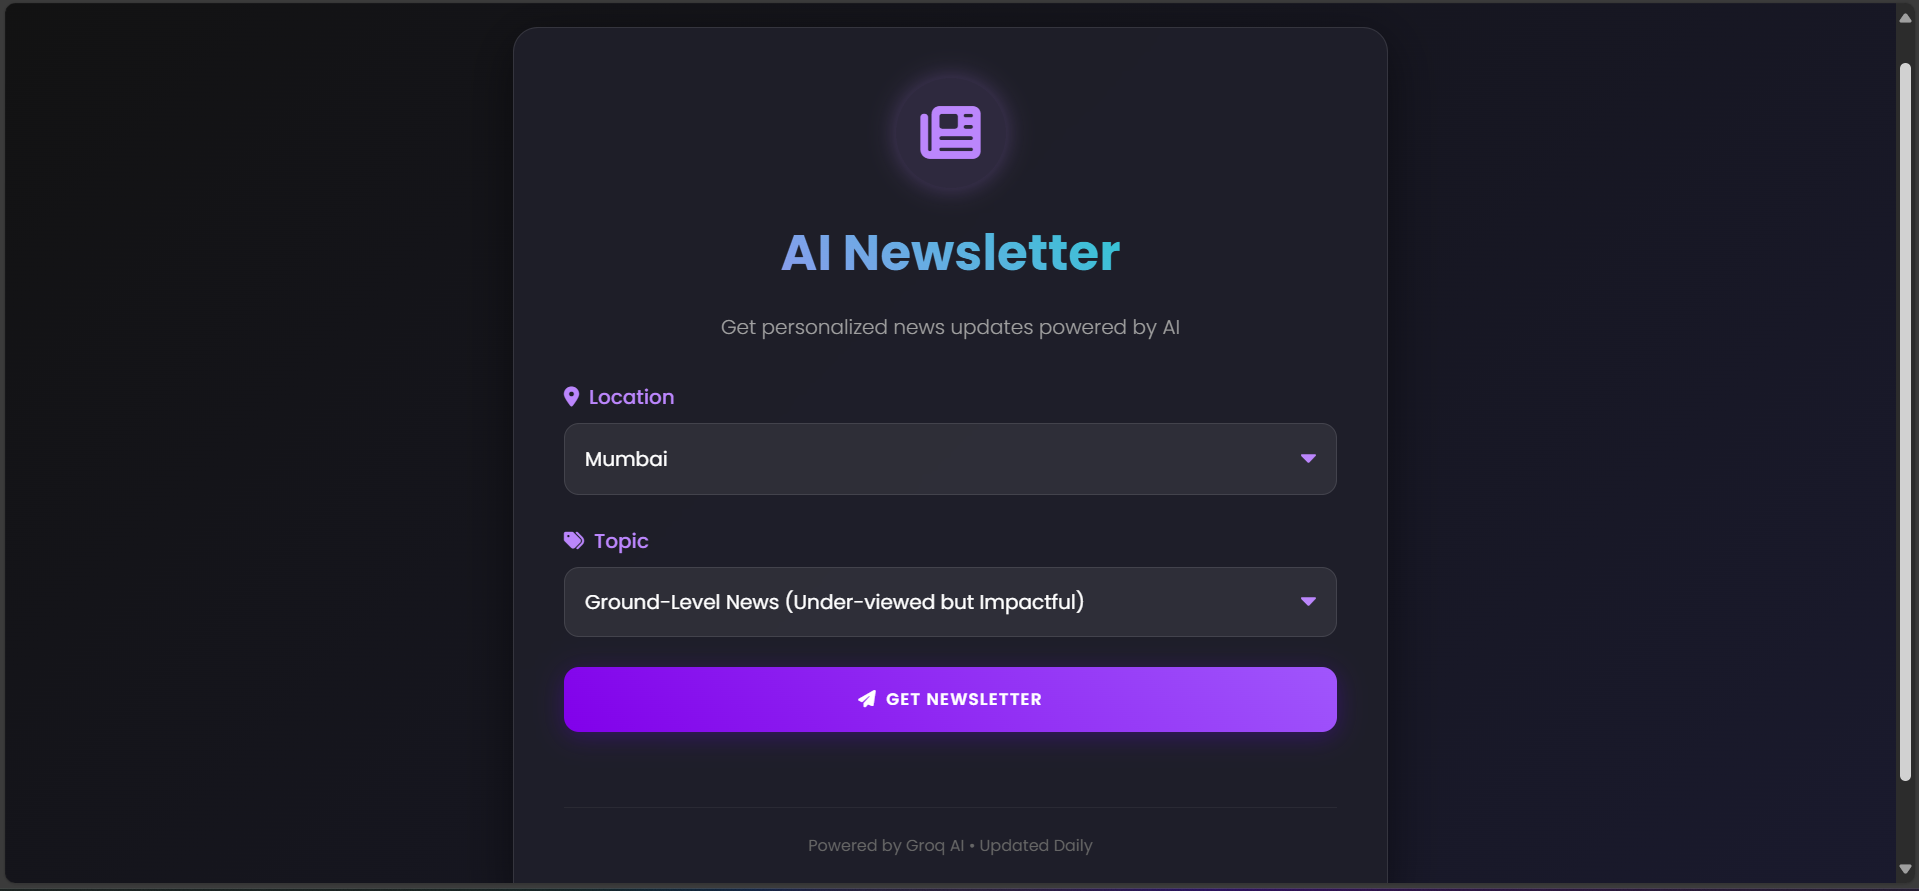 AI Newsletter
Get personalized news updates powered by AI
Location
Mumbai
Topic
Ground-Level News (Under-viewed but Impactful)
GET NEWSLETTER
Powered by Groq AI • Updated Daily